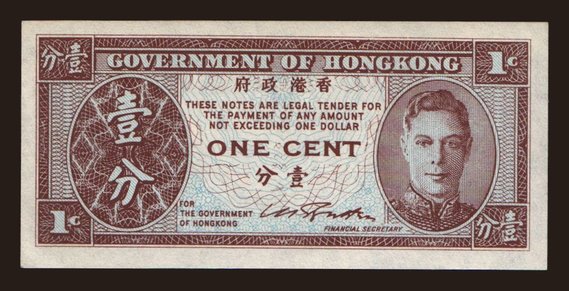 分壹
GOVERNMENT OF HONGKONG
1C
府政港香
THESE NOTES ARE LEGAL TENDER FOR
THE PAYMENT OF ANY AMOUNT
NOT EXCEEDING ONE DOLLAR
ONE CENT
分壹
壹
分
FOR
THE GOVERNMENT
OF HONGKONG
FINANCIAL SECRETARY
1C
分壹